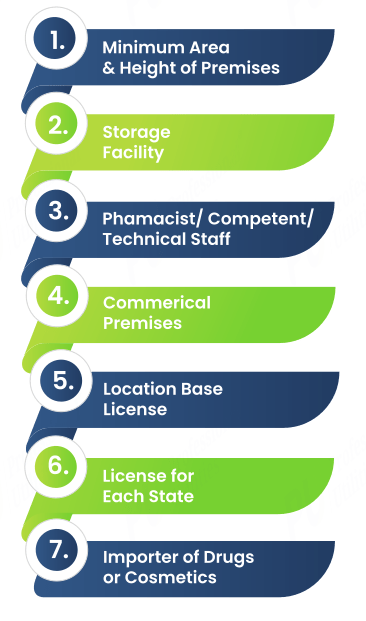 1.
Minimum Area
& Height of Premises
2.
Storage
Facility
3.
Phamacist/ Competent/
Technical Staff
4.
Commerical
Premises
5.
Location Base
License
6.
License for
Each State
7.
Importer of Drugs
or Cosmetics